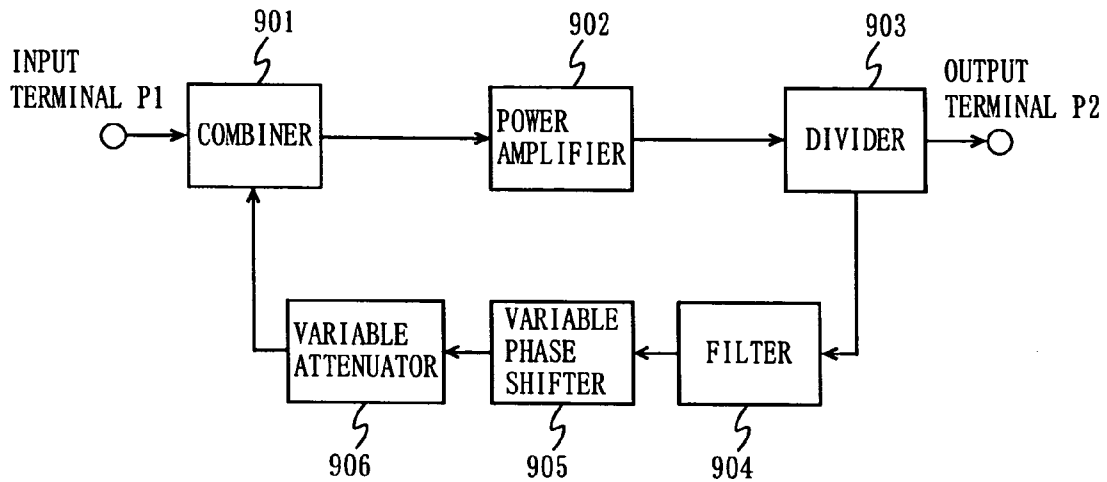 901
902
903
INPUT
TERMINAL P1
COMBINER
POWER
AMPLIFIER
DIVIDER
OUTPUT
TERMINAL P2
VARIABLE
ATTENUATOR
VARIABLE
PHASE
SHIFTER
FILTER
906
905
904